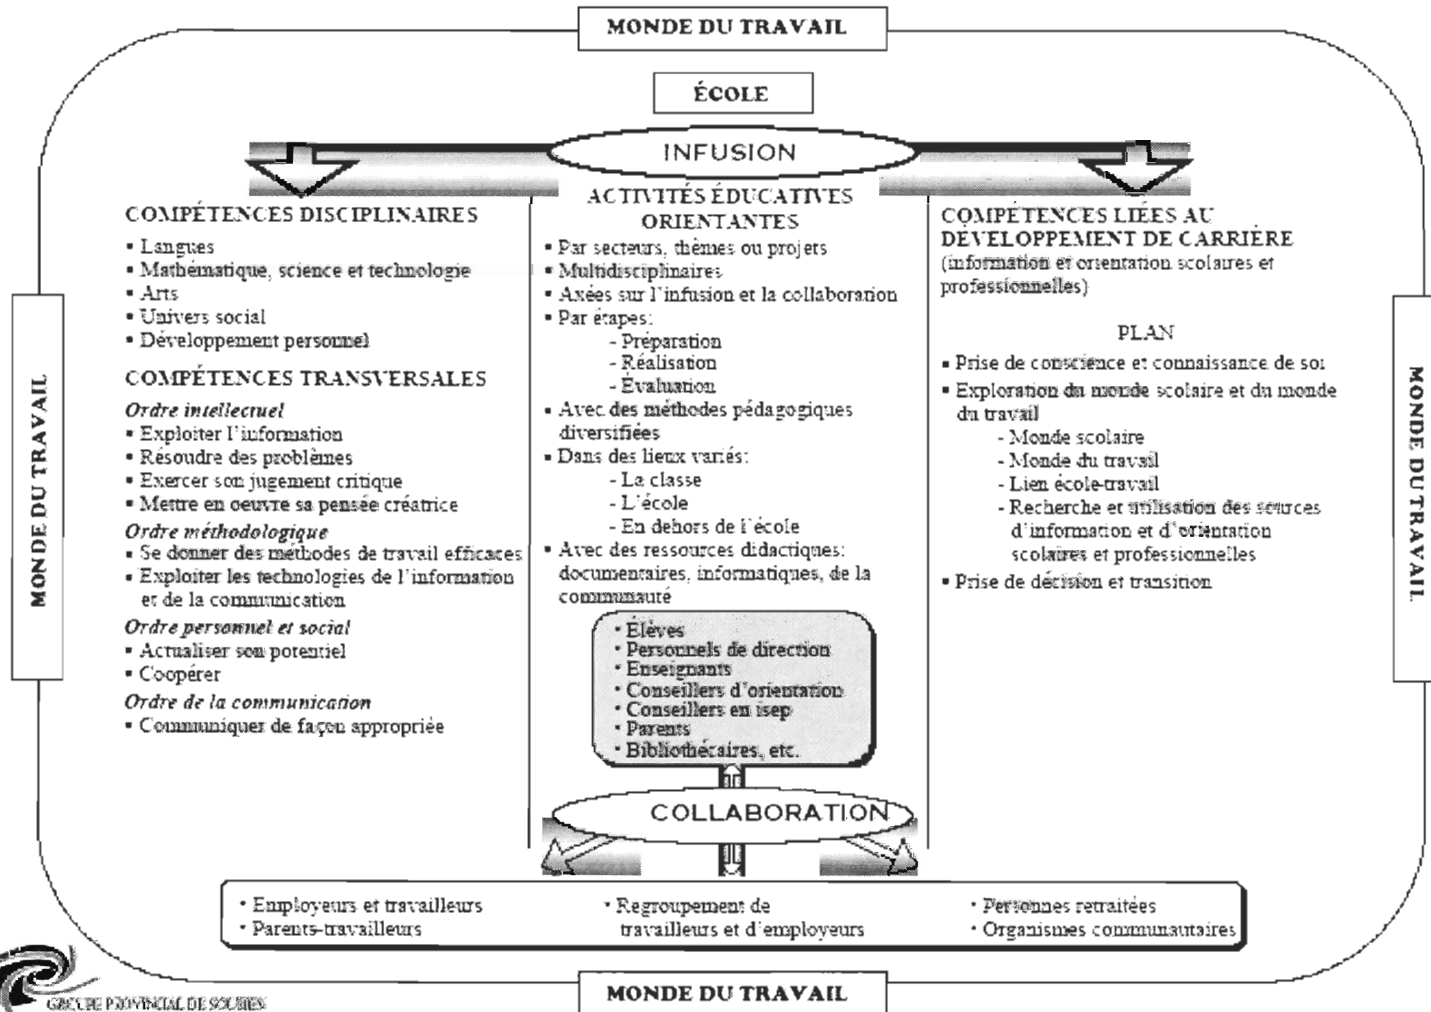 MONDE DU TRAVAIL
ÉCOLE
INFUSION
COMPÉTENCES DISCIPLINAIRES
▪ Langues
▪ Mathématique, science et technologie
▪ Arts
▪ Univers social
▪ Développement personnel
COMPÉTENCES TRANSVERSALES
Ordre intellectuel
▪ Exploiter l'information
▪ Résoudre des problèmes
▪ Exercer son jugement critique
▪ Mettre en oeuvre sa pensée créatrice
Ordre méthodologique
▪ Se donner des méthodes de travail efficaces
▪ Exploiter les technologies de l'information
et de la communication
Ordre personnel et social
▪ Actualiser son potentiel
▪ Coopérer
Ordre de la communication
▪ Communiquer de façon appropriée
ACTIVITÉS ÉDUCATIVES
ORIENTANTES
▪ Par secteurs, thèmes ou projets
▪ Multidisciplinaires
▪ Axées sur l'infusion et la collaboration
▪ Par étapes:
- Préparation
- Réalisation
- Évaluation
▪ Avec des méthodes pédagogiques
diversifiées
▪ Dans des lieux variés:
- La classe
- L'école
- En dehors de l'école
▪ Avec des ressources didactiques:
documentaires, informatiques, de la
communauté
• Élèves
• Personnels de direction
• Enseignants
• Conseillers d'orientation
• Conseillers en isep
• Parents
• Bibliothécaires, etc.
COMPÉTENCES LIÉES AU
DÉVELOPPEMENT DE CARRIÈRE
(information et orientation scolaires et
professionnelles)
PLAN
▪ Prise de conscience et connaissance de soi
▪ Exploration du monde scolaire et du monde
du travail
- Monde scolaire
- Monde du travail
- Lien école-travail
- Recherche et utilisation des sources
d'information et d'orientation
scolaires et professionnelles
▪ Prise de décision et transition
MONDE DU TRAVAIL
MONDE DU TRAVAIL
COLLABORATION
• Employeurs et travailleurs
• Parents-travailleurs
• Regroupement de
travailleurs et d'employeurs
• Personnes retraitées
• Organismes communautaires
GROUPE PROVINCIAL DE SOUTIEN
MONDE DU TRAVAIL